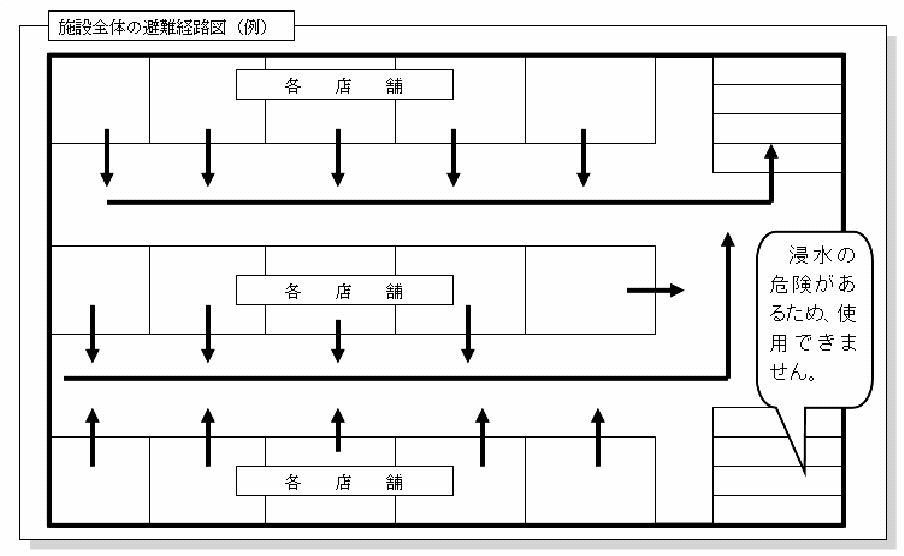 施設全体の避難経路図(例)
各 店 舗
各 店 舗
浸水の
危険があ
るため、使
用できま
せん。
各 店 舗